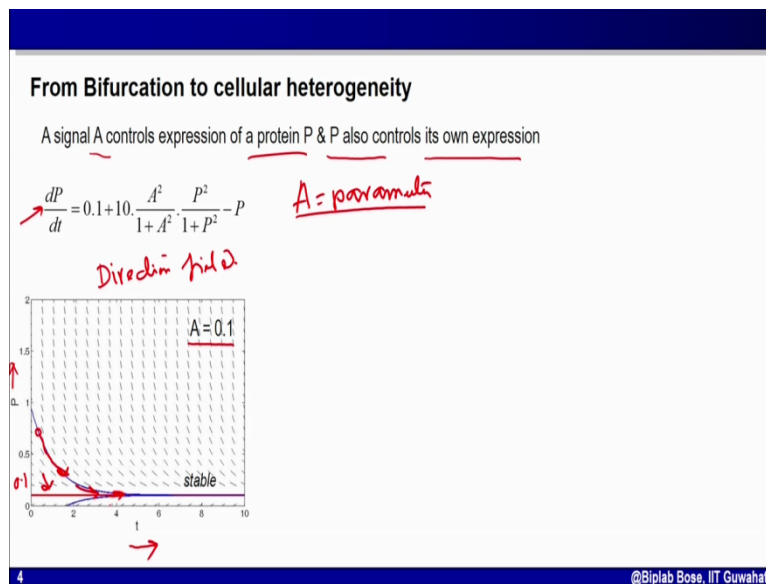 From Bifurcation to cellular heterogeneity
A signal A controls expression of a protein P & P also controls its own expression
dP/dt = 0.1+10. A²/1+A² . P²/1+P² − P
A = parameter
Direction field
2
A = 0.1
1.5
P
1
0.5
0.1
stable
0
0 2 4 6 8 10
t
4 @Biplab Bose, IIT Guwahat